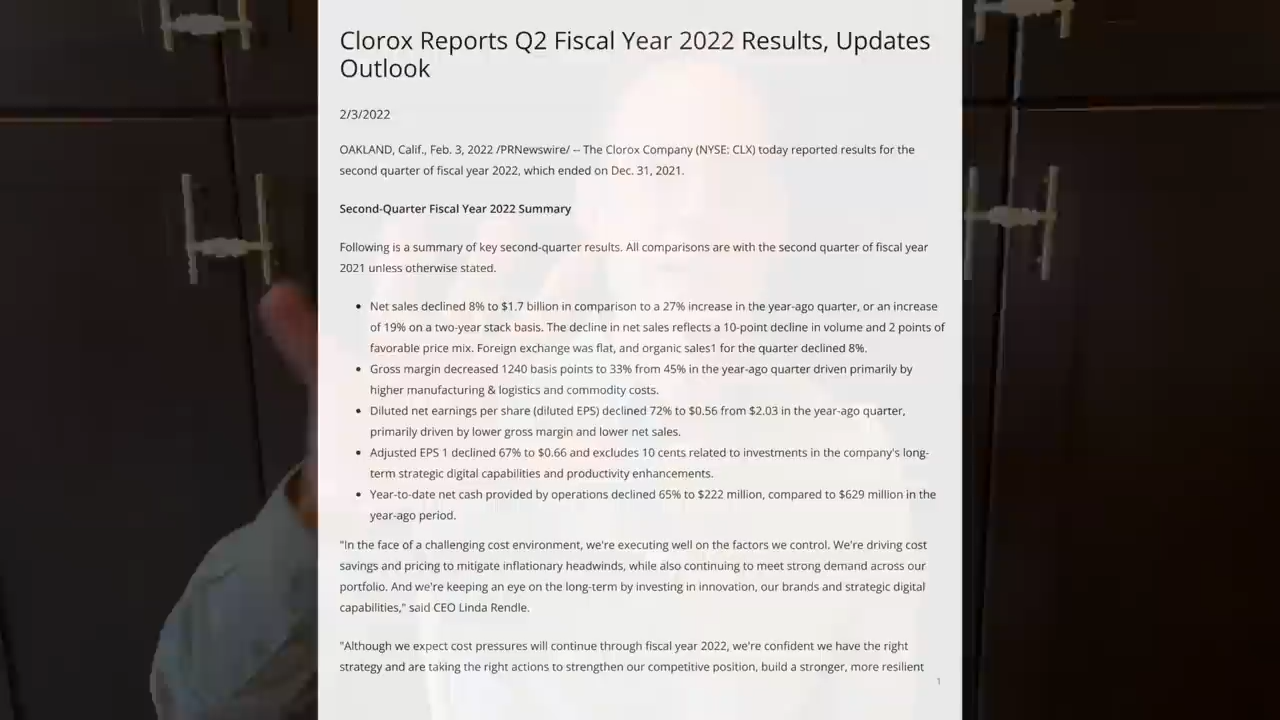 Clorox Reports Q2 Fiscal Year 2022 Results, Updates
Outlook
2/3/2022
OAKLAND, Calif., Feb. 3, 2022 /PRNewswire/ -- The Clorox Company (NYSE: CLX) today reported results for the
second quarter of fiscal year 2022, which ended on Dec. 31, 2021.
Second-Quarter Fiscal Year 2022 Summary
Following is a summary of key second-quarter results. All comparisons are with the second quarter of fiscal year
2021 unless otherwise stated.
• Net sales declined 8% to $1.7 billion in comparison to a 27% increase in the year-ago quarter, or an increase
of 19% on a two-year stack basis. The decline in net sales reflects a 10-point decline in volume and 2 points of
favorable price mix. Foreign exchange was flat, and organic sales1 for the quarter declined 8%.
• Gross margin decreased 1240 basis points to 33% from 45% in the year-ago quarter driven primarily by
higher manufacturing & logistics and commodity costs.
• Diluted net earnings per share (diluted EPS) declined 72% to $0.56 from $2.03 in the year-ago quarter,
primarily driven by lower gross margin and lower net sales.
• Adjusted EPS 1 declined 67% to $0.66 and excludes 10 cents related to investments in the company's long-
term strategic digital capabilities and productivity enhancements.
• Year-to-date net cash provided by operations declined 65% to $222 million, compared to $629 million in the
year-ago period.
"In the face of a challenging cost environment, we're executing well on the factors we control. We're driving cost
savings and pricing to mitigate inflationary headwinds, while also continuing to meet strong demand across our
portfolio. And we're keeping an eye on the long-term by investing in innovation, our brands and strategic digital
capabilities," said CEO Linda Rendle.
"Although we expect cost pressures will continue through fiscal year 2022, we're confident we have the right
strategy and are taking the right actions to strengthen our competitive position, build a stronger, more resilient
1